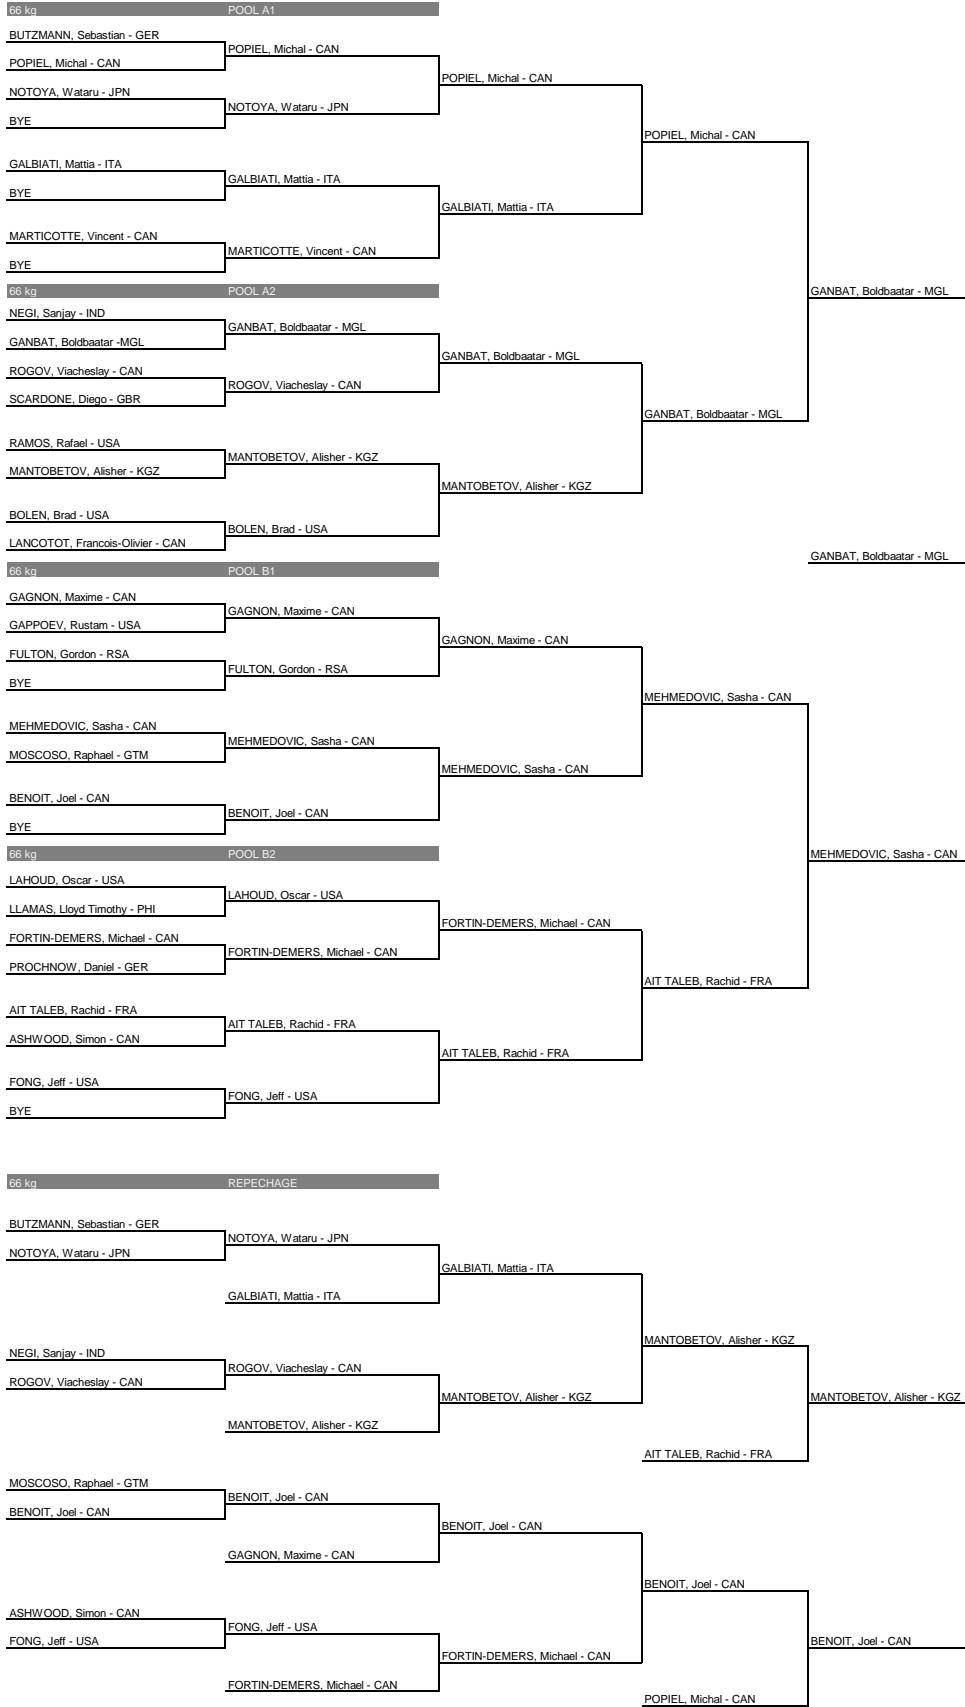 66 kg POOL A1
BUTZMANN, Sebastian - GER
POPIEL, Michal - CAN
POPIEL, Michal - CAN
POPIEL, Michal - CAN
NOTOYA, Wataru - JPN
NOTOYA, Wataru - JPN
BYE
POPIEL, Michal - CAN
GALBIATI, Mattia - ITA
GALBIATI, Mattia - ITA
BYE
GALBIATI, Mattia - ITA
MARTICOTTE, Vincent - CAN
MARTICOTTE, Vincent - CAN
BYE
GANBAT, Boldbaatar - MGL
66 kg POOL A2
NEGI, Sanjay - IND
GANBAT, Boldbaatar - MGL
GANBAT, Boldbaatar -MGL
GANBAT, Boldbaatar - MGL
ROGOV, Viacheslay - CAN
ROGOV, Viacheslay - CAN
SCARDONE, Diego - GBR
GANBAT, Boldbaatar - MGL
RAMOS, Rafael - USA
MANTOBETOV, Alisher - KGZ
MANTOBETOV, Alisher - KGZ
MANTOBETOV, Alisher - KGZ
BOLEN, Brad - USA
BOLEN, Brad - USA
LANCOTOT, Francois-Olivier - CAN
GANBAT, Boldbaatar - MGL
66 kg POOL B1
GAGNON, Maxime - CAN
GAGNON, Maxime - CAN
GAPPOEV, Rustam - USA
GAGNON, Maxime - CAN
FULTON, Gordon - RSA
FULTON, Gordon - RSA
BYE
MEHMEDOVIC, Sasha - CAN
MEHMEDOVIC, Sasha - CAN
MEHMEDOVIC, Sasha - CAN
MOSCOSO, Raphael - GTM
MEHMEDOVIC, Sasha - CAN
BENOIT, Joel - CAN
BENOIT, Joel - CAN
BYE
66 kg POOL B2
MEHMEDOVIC, Sasha - CAN
LAHOUD, Oscar - USA
LAHOUD, Oscar - USA
LLAMAS, Lloyd Timothy - PHI
FORTIN-DEMERS, Michael - CAN
FORTIN-DEMERS, Michael - CAN
FORTIN-DEMERS, Michael - CAN
PROCHNOW, Daniel - GER
AIT TALEB, Rachid - FRA
AIT TALEB, Rachid - FRA
AIT TALEB, Rachid - FRA
ASHWOOD, Simon - CAN
AIT TALEB, Rachid - FRA
FONG, Jeff - USA
FONG, Jeff - USA
BYE
66 kg REPECHAGE
BUTZMANN, Sebastian - GER
NOTOYA, Wataru - JPN
NOTOYA, Wataru - JPN
GALBIATI, Mattia - ITA
GALBIATI, Mattia - ITA
MANTOBETOV, Alisher - KGZ
NEGI, Sanjay - IND
ROGOV, Viacheslay - CAN
ROGOV, Viacheslay - CAN
MANTOBETOV, Alisher - KGZ
MANTOBETOV, Alisher - KGZ
MANTOBETOV, Alisher - KGZ
AIT TALEB, Rachid - FRA
MOSCOSO, Raphael - GTM
BENOIT, Joel - CAN
BENOIT, Joel - CAN
BENOIT, Joel - CAN
GAGNON, Maxime - CAN
BENOIT, Joel - CAN
ASHWOOD, Simon - CAN
FONG, Jeff - USA
FONG, Jeff - USA
BENOIT, Joel - CAN
FORTIN-DEMERS, Michael - CAN
FORTIN-DEMERS, Michael - CAN
POPIEL, Michal - CAN